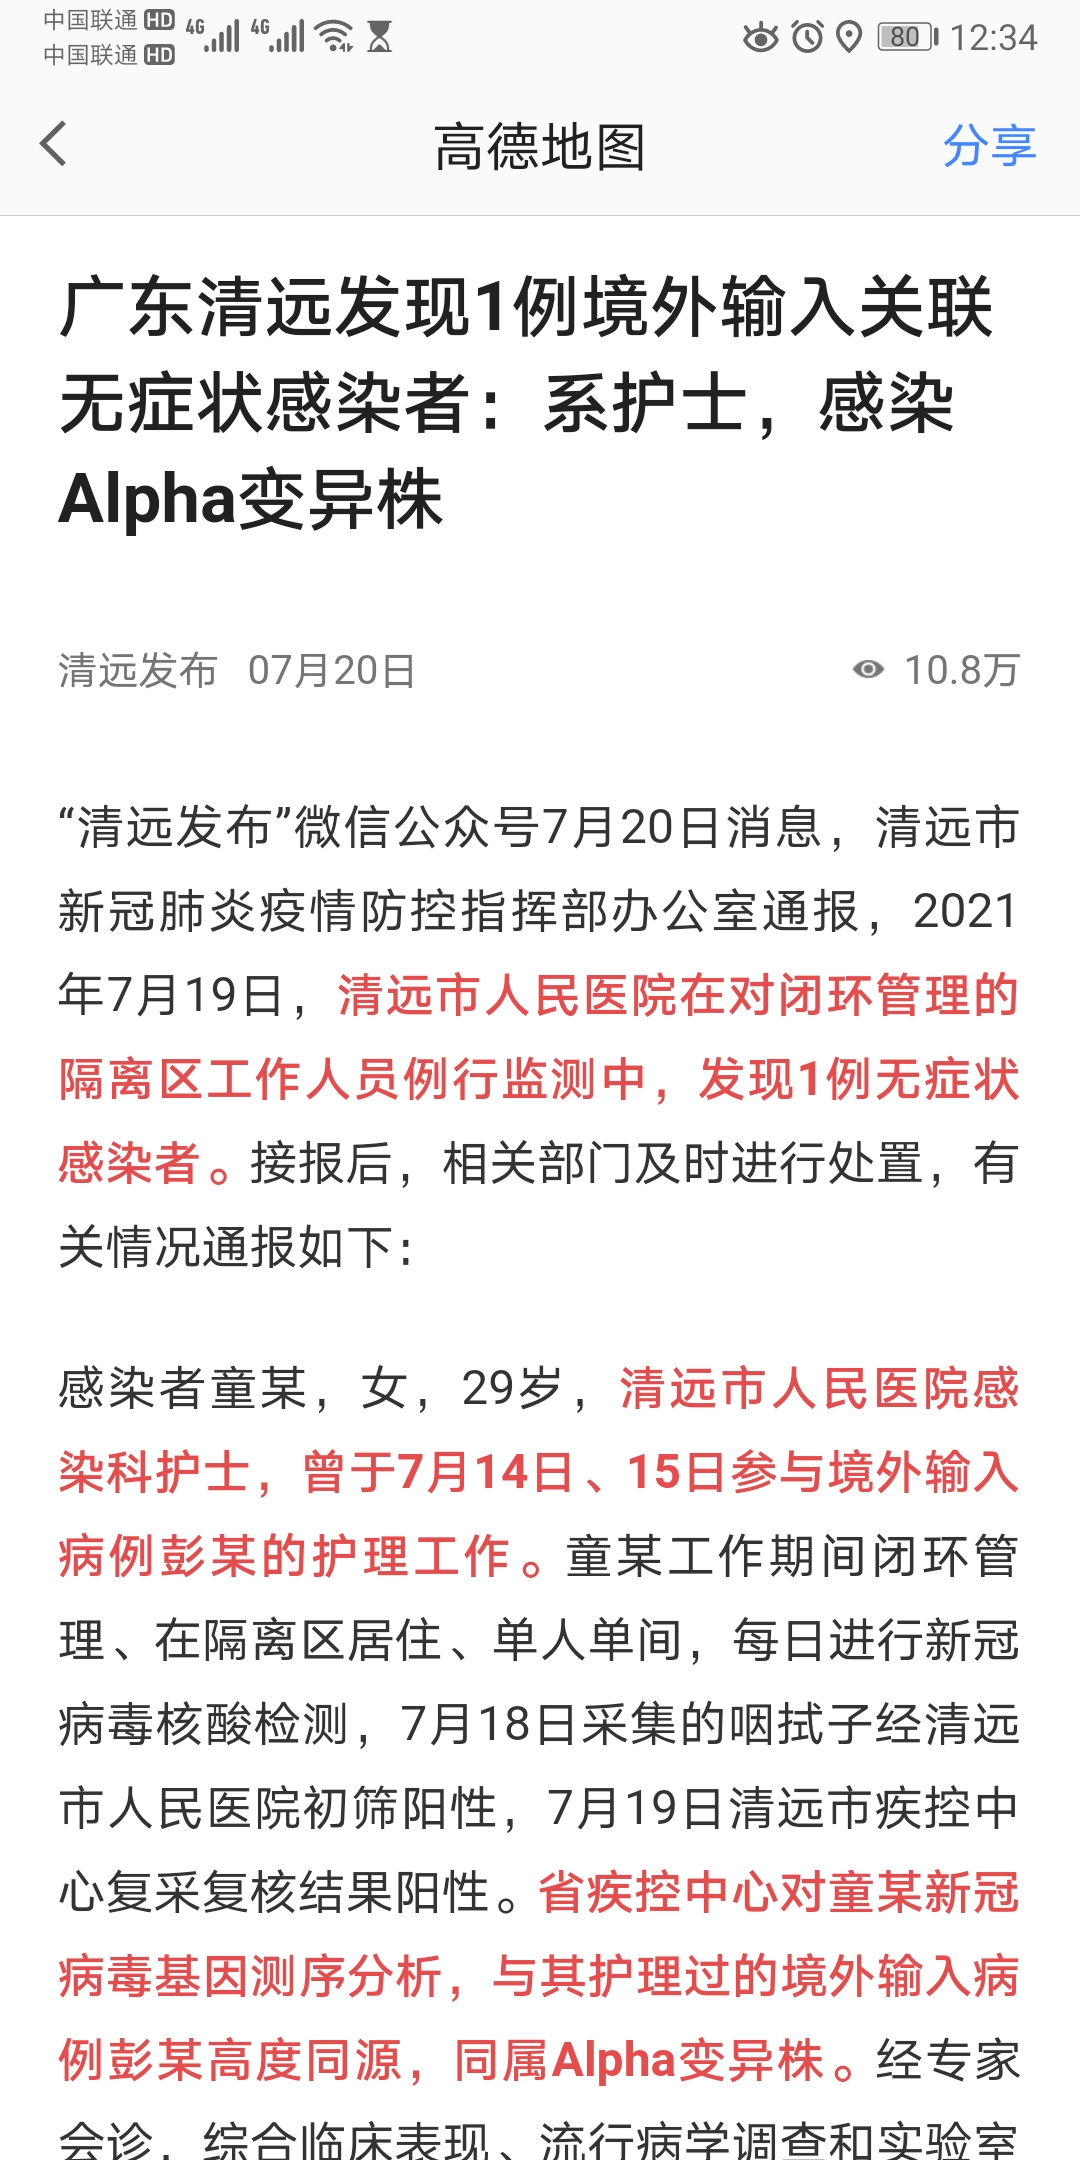 中国联通 HD 4G 4G 80 12:34
中国联通 HD
高德地图 分享
广东清远发现1例境外输入关联
无症状感染者：系护士，感染
Alpha变异株
清远发布 07月20日 10.8万
“清远发布”微信公众号7月20日消息，清远市
新冠肺炎疫情防控指挥部办公室通报，2021
年7月19日，清远市人民医院在对闭环管理的
隔离区工作人员例行监测中，发现1例无症状
感染者。接报后，相关部门及时进行处置，有
关情况通报如下：
感染者童某，女，29岁，清远市人民医院感
染科护士，曾于7月14日、15日参与境外输入
病例彭某的护理工作。童某工作期间闭环管
理、在隔离区居住、单人单间，每日进行新冠
病毒核酸检测，7月18日采集的咽拭子经清远
市人民医院初筛阳性，7月19日清远市疾控中
心复采复核结果阳性。省疾控中心对童某新冠
病毒基因测序分析，与其护理过的境外输入病
例彭某高度同源，同属Alpha变异株。经专家
会诊，综合临床表现、流行病学调查和实验室